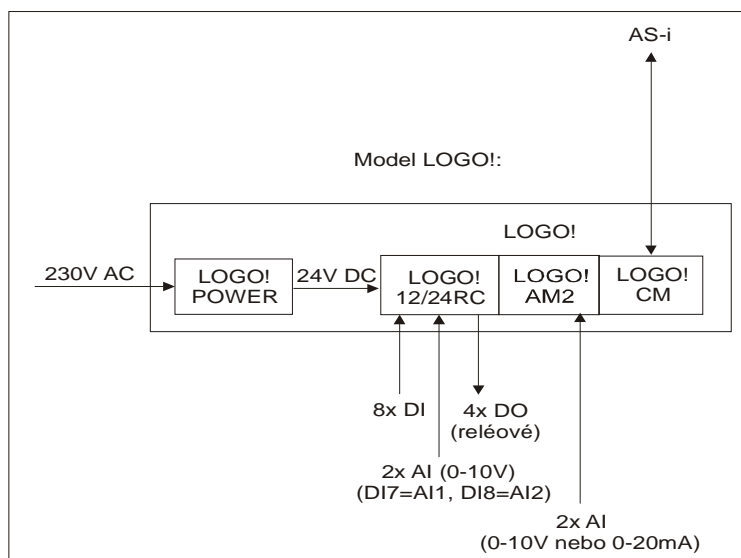 AS-i
Model LOGO!:
LOGO!
230V AC
LOGO!
POWER
24V DC
LOGO!
12/24RC
LOGO!
AM2
LOGO!
CM
8x DI
4x DO
(reléové)
2x AI (0-10V)
(DI7=AI1, DI8=AI2)
2x AI
(0-10V nebo 0-20mA)